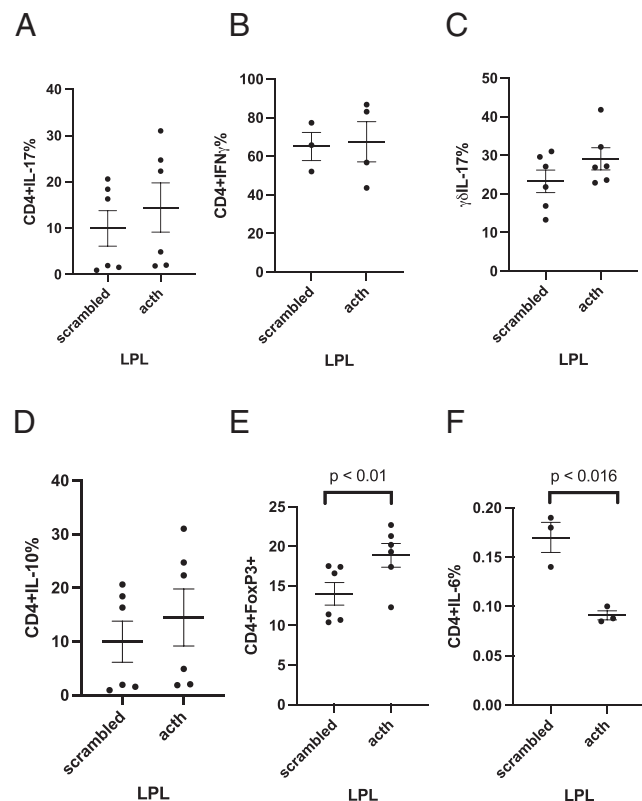 A
CD4+IL-17%
40
30
20
10
0
scrambled
acth
LPL
B
CD4+IFNγ%
100
80
60
40
20
0
scrambled
acth
LPL
C
γδIL-17%
50
40
30
20
10
0
scrambled
acth
LPL
D
CD4+IL-10%
40
30
20
10
0
scrambled
acth
LPL
E
p < 0.01
CD4+FoxP3+
25
20
15
10
5
0
scrambled
acth
LPL
F
p < 0.016
CD4+IL-6%
0.20
0.15
0.10
0.05
0.00
scrambled
acth
LPL